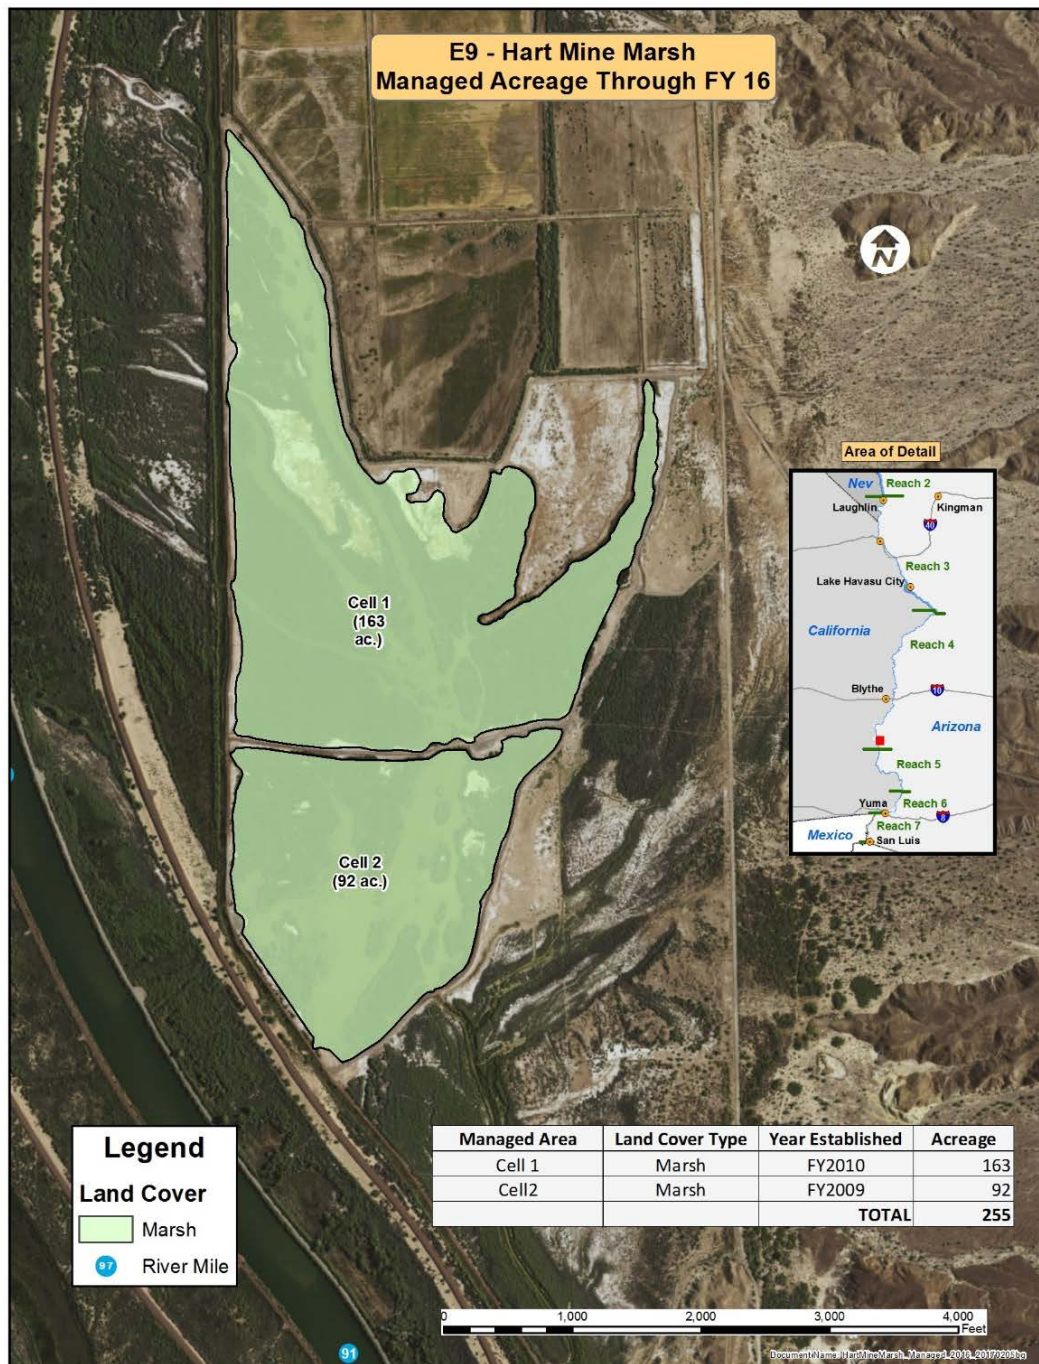 E9 - Hart Mine Marsh
Managed Acreage Through FY 16
N
Area of Detail
Nev
Reach 2
Laughlin
Kingman
40
Reach 3
Lake Havasu City
California
Reach 4
Blythe
10
Arizona
Reach 5
Reach 6
Yuma
8
Reach 7
Mexico
San Luis
Cell 1
(163
ac.)
Cell 2
(92 ac.)
Legend
Land Cover
Marsh
97 River Mile
Managed Area Land Cover Type Year Established Acreage
Cell 1 Marsh FY2010 163
Cell2 Marsh FY2009 92
TOTAL 255
0 1,000 2,000 3,000 4,000
Feet
91
DocumentName: HartMineMarsh_Managed_2016_20170205bg